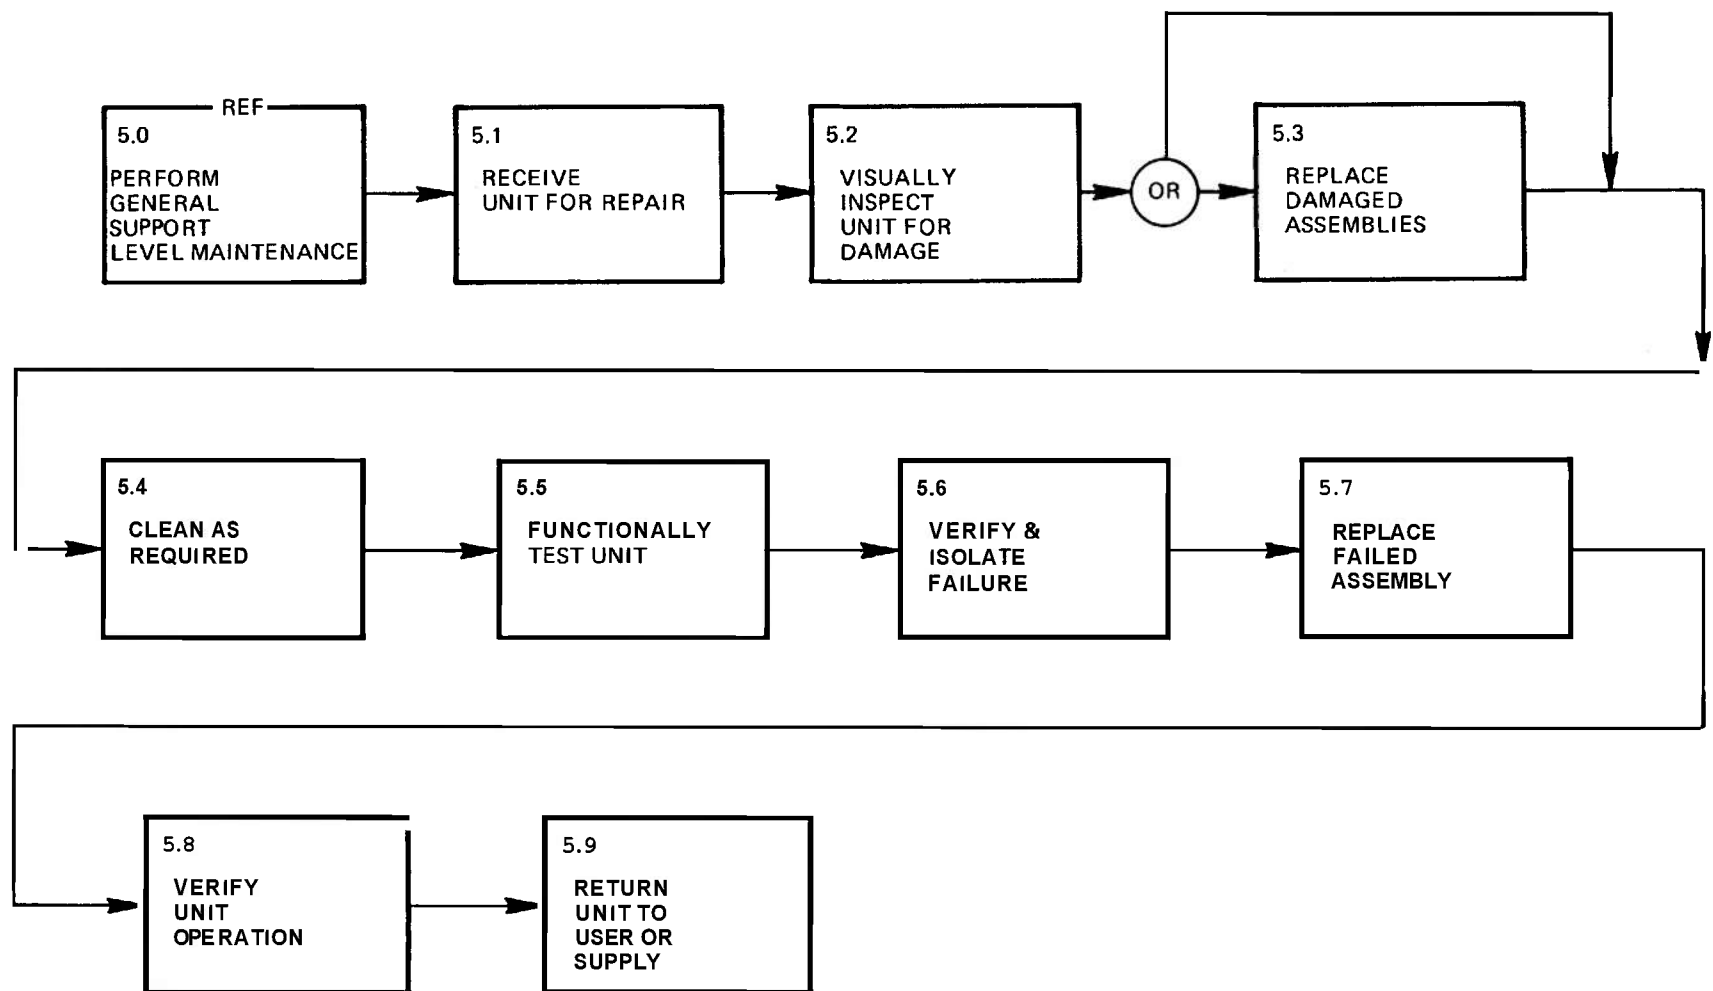 REF
5.0
PERFORM
GENERAL
SUPPORT
LEVEL MAINTENANCE
5.1
RECEIVE
UNIT FOR REPAIR
5.2
VISUALLY
INSPECT
UNIT FOR
DAMAGE
OR
5.3
REPLACE
DAMAGED
ASSEMBLIES
5.4
CLEAN AS
REQUIRED
5.5
FUNCTIONALLY
TEST UNIT
5.6
VERIFY &
ISOLATE
FAILURE
5.7
REPLACE
FAILED
ASSEMBLY
5.8
VERIFY
UNIT
OPERATION
5.9
RETURN
UNIT TO
USER OR
SUPPLY